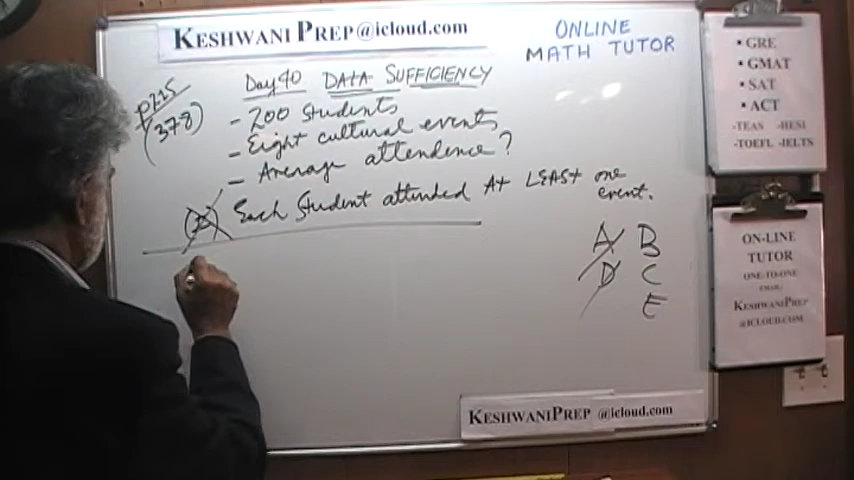 KESHWANI PREP@icloud.com
ONLINE
MATH TUTOR
Day 40 DATA SUFFICIENCY
P225
(378)
- 200 Students
- Eight cultural events
- Average attendence?
(A) Each Student attended At LEASt one
event.
A B
D C
E
• GRE
• GMAT
• SAT
• ACT
-TEAS -HESI
-TOEFL -IELTS
ON-LINE
TUTOR
ONE-TO-ONE
KESHWANIPREP
@ICLOUD.COM
KESHWANIPREP @icloud.com